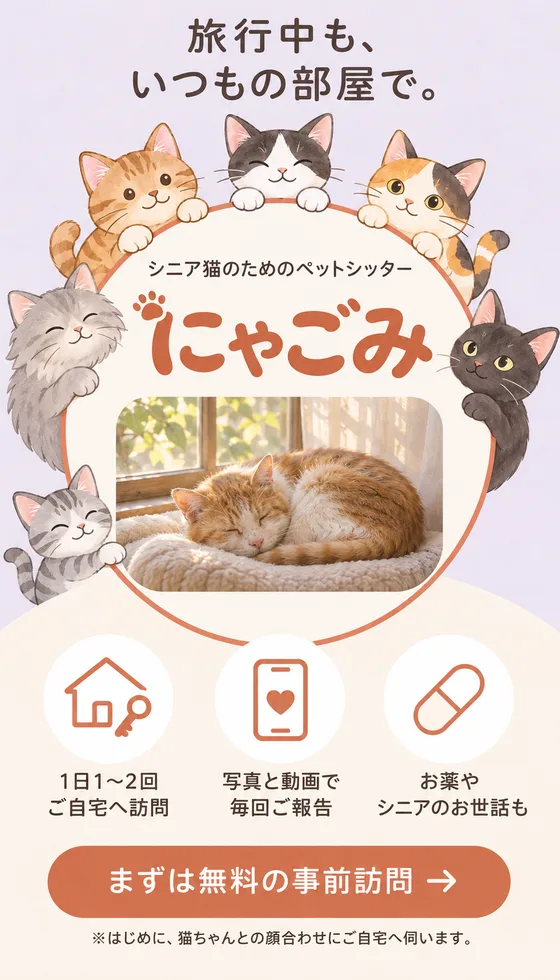 旅行中も、
いつもの部屋で。
シニア猫のためのペットシッター
にゃごみ
1日1〜2回
ご自宅へ訪問
写真と動画で
毎回ご報告
お薬や
シニアのお世話も
まずは無料の事前訪問 →
※はじめに、猫ちゃんとの顔合わせにご自宅へ伺います。